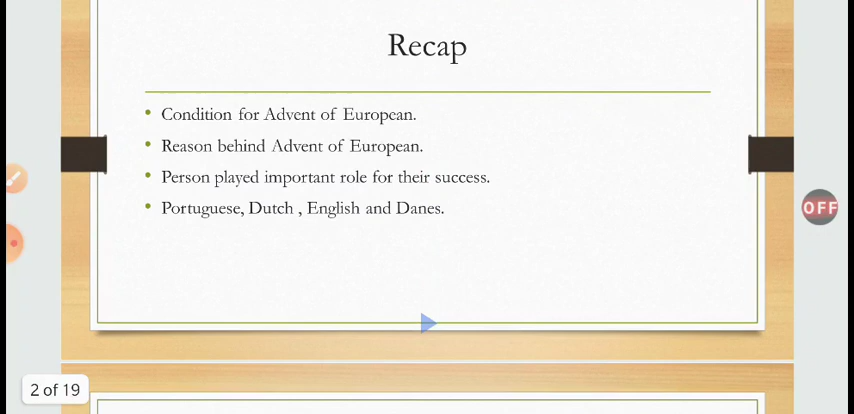 Recap
• Condition for Advent of European.
• Reason behind Advent of European.
• Person played important role for their success.
• Portuguese, Dutch , English and Danes.
OFF
2 of 19